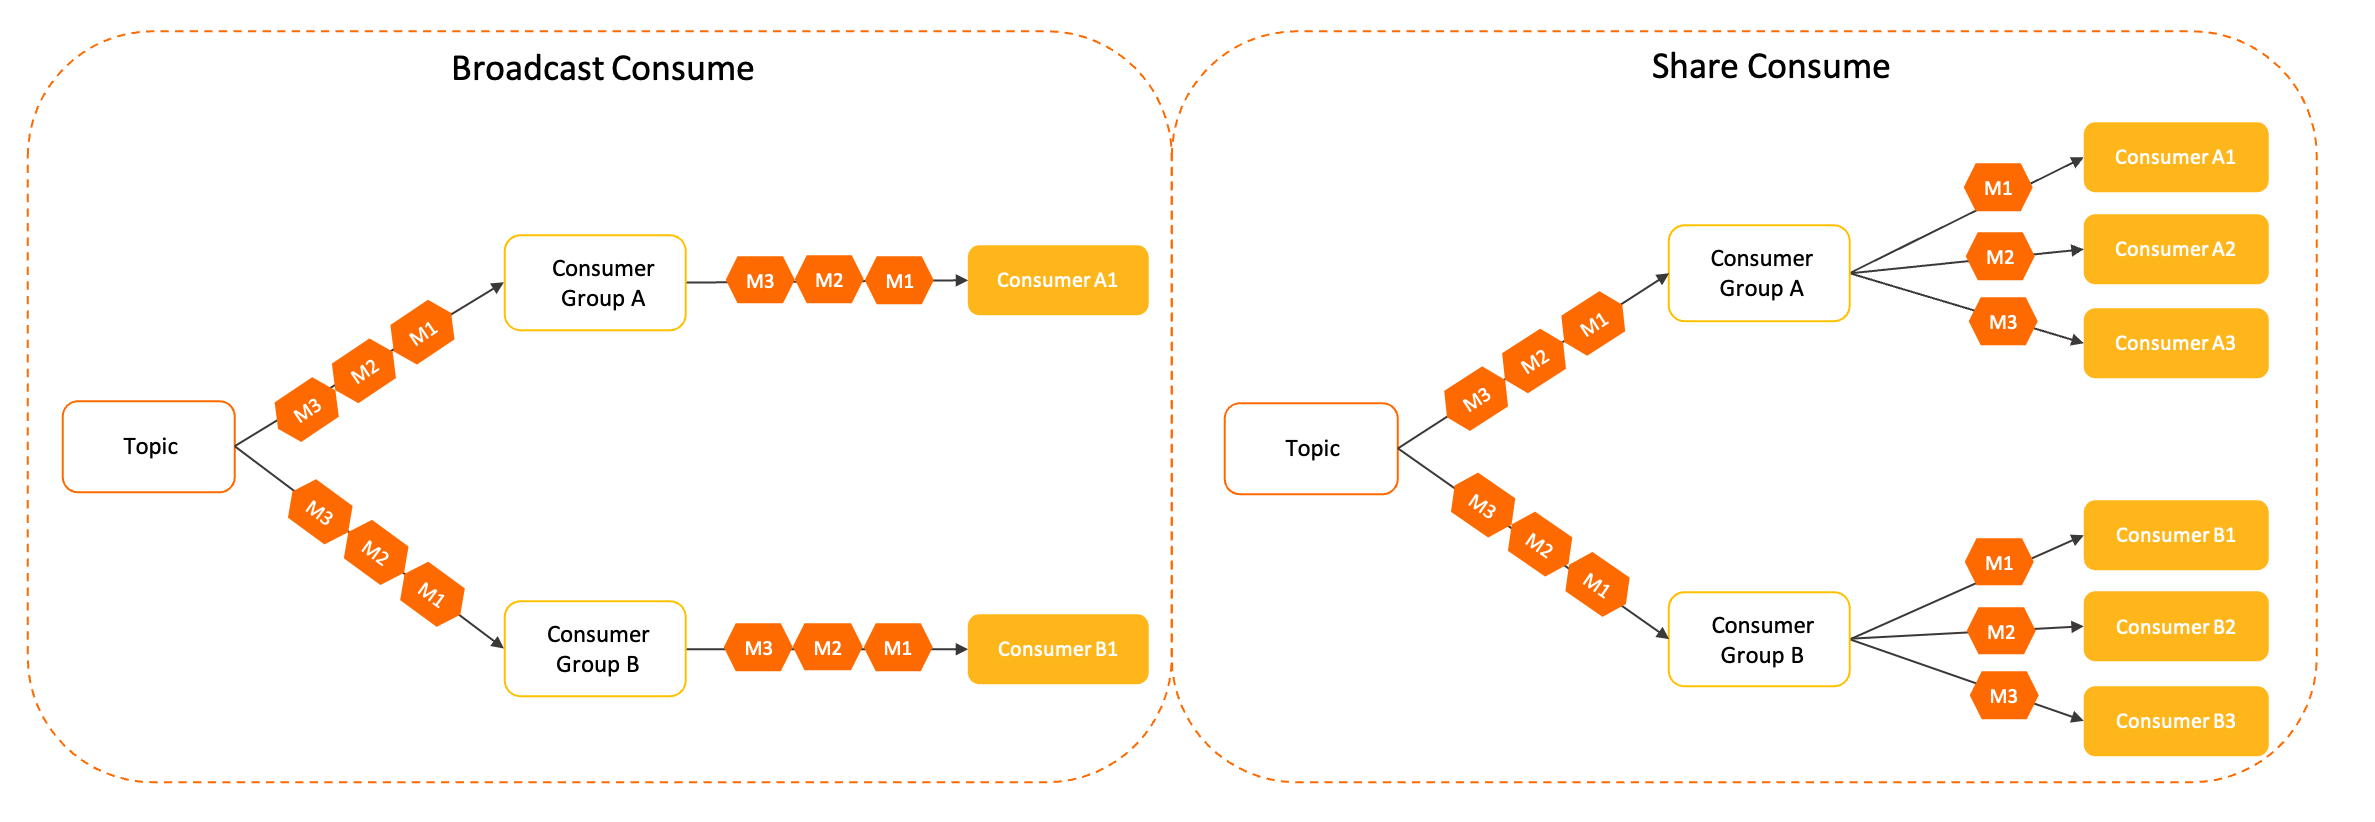 Broadcast Consume
Consumer
Group A
M3
M2
M1
Consumer A1
M1
M2
M3
Topic
M3
M2
M1
Consumer
Group B
M3
M2
M1
Consumer B1
Share Consume
Consumer A1
M1
Consumer
Group A
M2
Consumer A2
M3
Consumer A3
M1
M2
M3
Topic
M3
M2
M1
Consumer B1
M1
Consumer
Group B
M2
Consumer B2
M3
Consumer B3